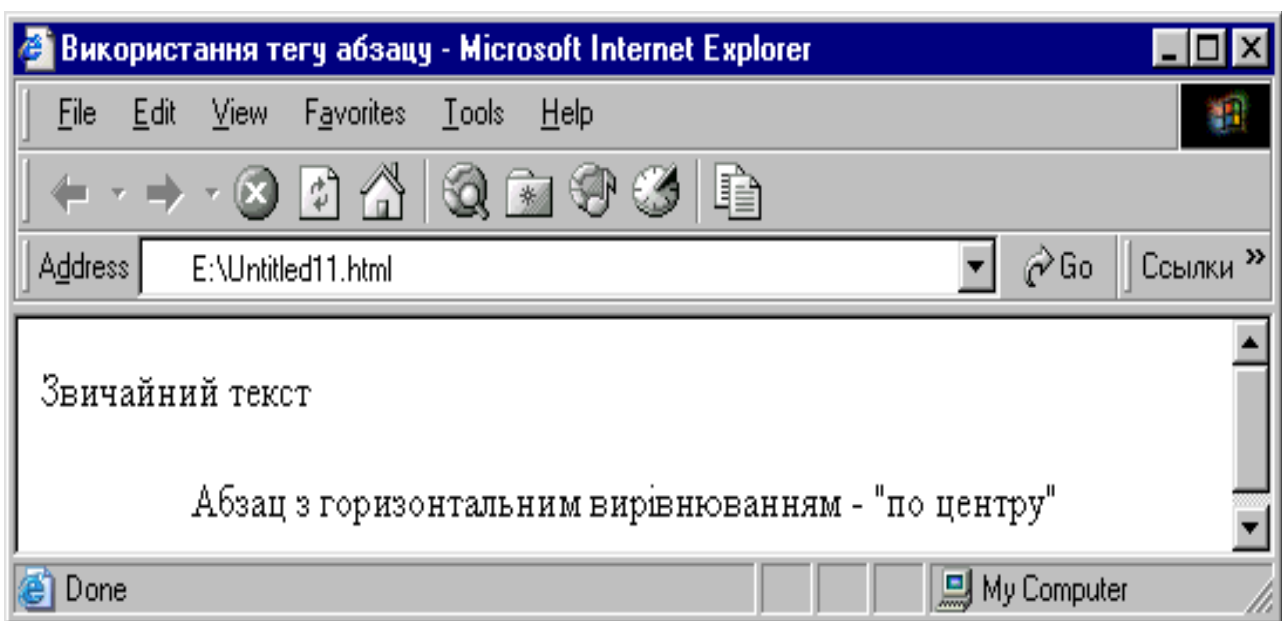 Використання тегу абзацу - Microsoft Internet Explorer
File Edit View Favorites Tools Help
Address E:\Untitled11.html Go Ссылки »
Звичайний текст
Абзац з горизонтальним вирівнюванням - "по центру"
Done My Computer